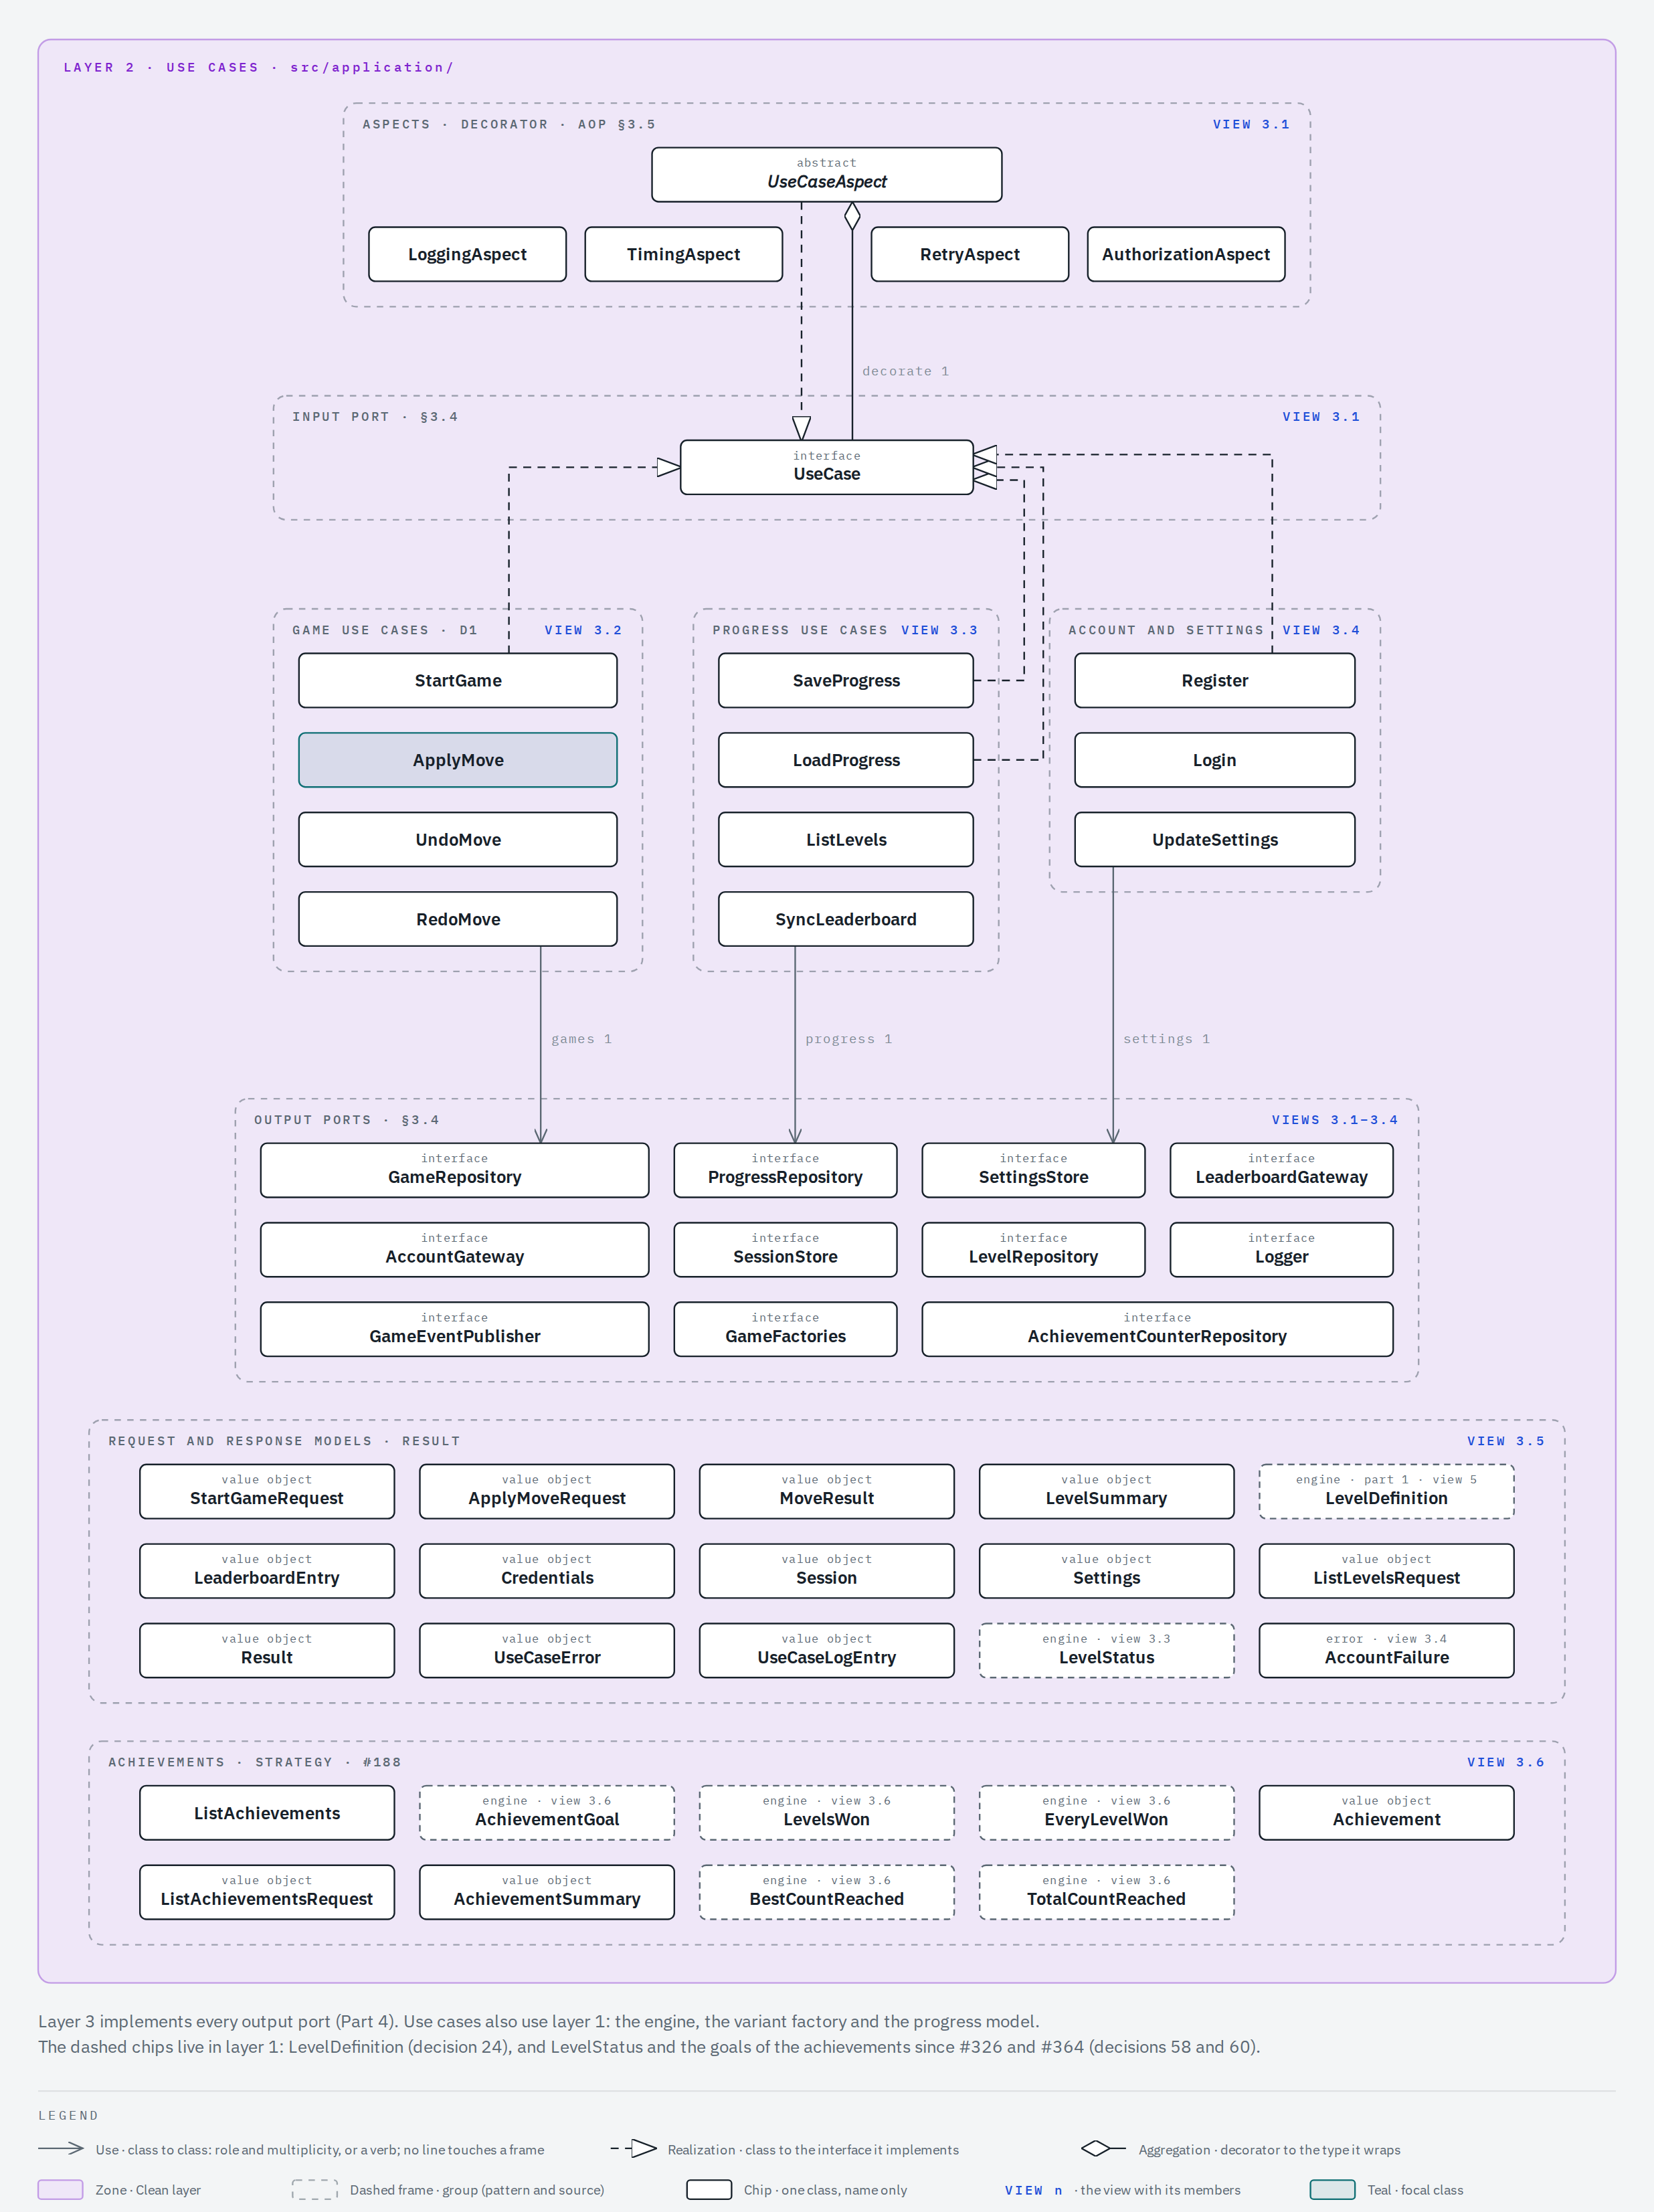 LAYER 2 · USE CASES · src/application/
ASPECTS · DECORATOR · AOP §3.5
VIEW 3.1
abstract
UseCaseAspect
LoggingAspect
TimingAspect
RetryAspect
AuthorizationAspect
decorate 1
INPUT PORT · §3.4
VIEW 3.1
interface
UseCase
GAME USE CASES · D1
VIEW 3.2
StartGame
ApplyMove
UndoMove
RedoMove
PROGRESS USE CASES
VIEW 3.3
SaveProgress
LoadProgress
ListLevels
SyncLeaderboard
ACCOUNT AND SETTINGS
VIEW 3.4
Register
Login
UpdateSettings
games 1
progress 1
settings 1
OUTPUT PORTS · §3.4
VIEWS 3.1–3.4
interface
GameRepository
interface
ProgressRepository
interface
SettingsStore
interface
LeaderboardGateway
interface
AccountGateway
interface
SessionStore
interface
LevelRepository
interface
Logger
interface
GameEventPublisher
interface
GameFactories
interface
AchievementCounterRepository
REQUEST AND RESPONSE MODELS · RESULT
VIEW 3.5
value object
StartGameRequest
value object
ApplyMoveRequest
value object
MoveResult
value object
LevelSummary
engine · part 1 · view 5
LevelDefinition
value object
LeaderboardEntry
value object
Credentials
value object
Session
value object
Settings
value object
ListLevelsRequest
value object
Result
value object
UseCaseError
value object
UseCaseLogEntry
engine · view 3.3
LevelStatus
error · view 3.4
AccountFailure
ACHIEVEMENTS · STRATEGY · #188
VIEW 3.6
ListAchievements
engine · view 3.6
AchievementGoal
engine · view 3.6
LevelsWon
engine · view 3.6
EveryLevelWon
value object
Achievement
value object
ListAchievementsRequest
value object
AchievementSummary
engine · view 3.6
BestCountReached
engine · view 3.6
TotalCountReached
Layer 3 implements every output port (Part 4). Use cases also use layer 1: the engine, the variant factory and the progress model.
The dashed chips live in layer 1: LevelDefinition (decision 24), and LevelStatus and the goals of the achievements since #326 and #364 (decisions 58 and 60).
LEGEND
Use · class to class: role and multiplicity, or a verb; no line touches a frame
Realization · class to the interface it implements
Aggregation · decorator to the type it wraps
Zone · Clean layer
Dashed frame · group (pattern and source)
Chip · one class, name only
VIEW n · the view with its members
Teal · focal class